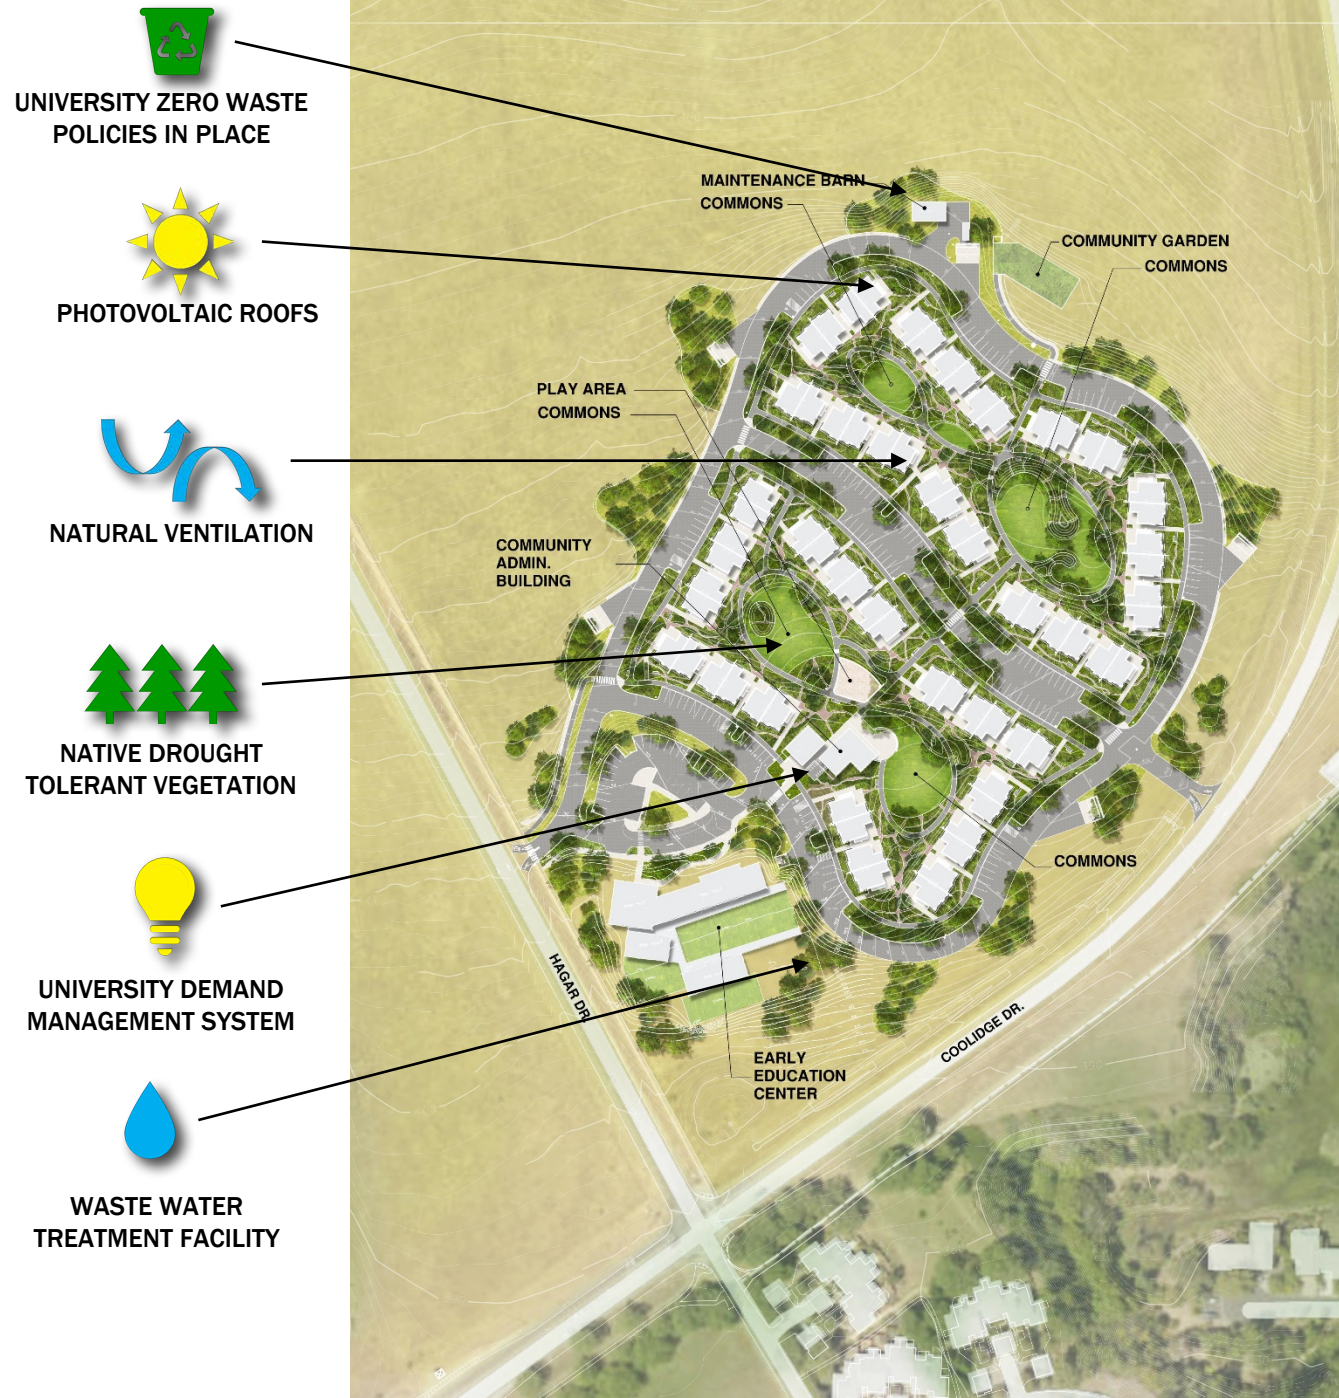 UNIVERSITY ZERO WASTE
POLICIES IN PLACE
PHOTOVOLTAIC ROOFS
NATURAL VENTILATION
NATIVE DROUGHT
TOLERANT VEGETATION
UNIVERSITY DEMAND
MANAGEMENT SYSTEM
WASTE WATER
TREATMENT FACILITY
MAINTENANCE BARN
COMMONS
COMMUNITY GARDEN
COMMONS
PLAY AREA
COMMONS
COMMUNITY
ADMIN.
BUILDING
COMMONS
HAGAR DR.
COOLIDGE DR.
EARLY
EDUCATION
CENTER